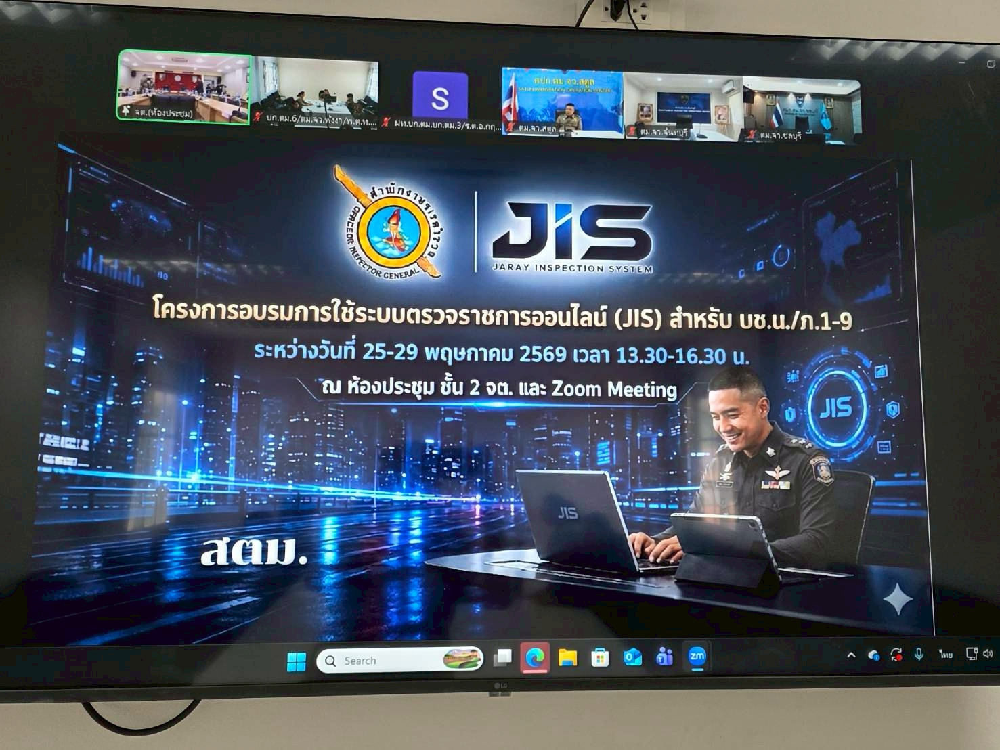 จต.(ห้องประชุม)
บก.ตม.6/ตม.จว.พังงา/พ.ต.ท....
S
ฝท.บก.ตม.บก.ตม.3/ร.ต.อ.กฤ...
ศปก.ตม.จว.สตูล
SATUN IMMIGRATION OPERATION CENTER
ตม.จว.สตูล
ตม.จว.จันทบุรี
ตม.จว.ชลบุรี
สำนักงานจเรตำรวจ
OFFICE OF INSPECTOR GENERAL
JIS
JARAY INSPECTION SYSTEM
โครงการอบรมการใช้ระบบตรวจราชการออนไลน์ (JIS) สำหรับ บช.น./ภ.1-9
ระหว่างวันที่ 25-29 พฤษภาคม 2569 เวลา 13.30-16.30 น.
ณ ห้องประชุม ชั้น 2 จต. และ Zoom Meeting
JIS
JIS
สตม.
Search
zm
ไทย
LG